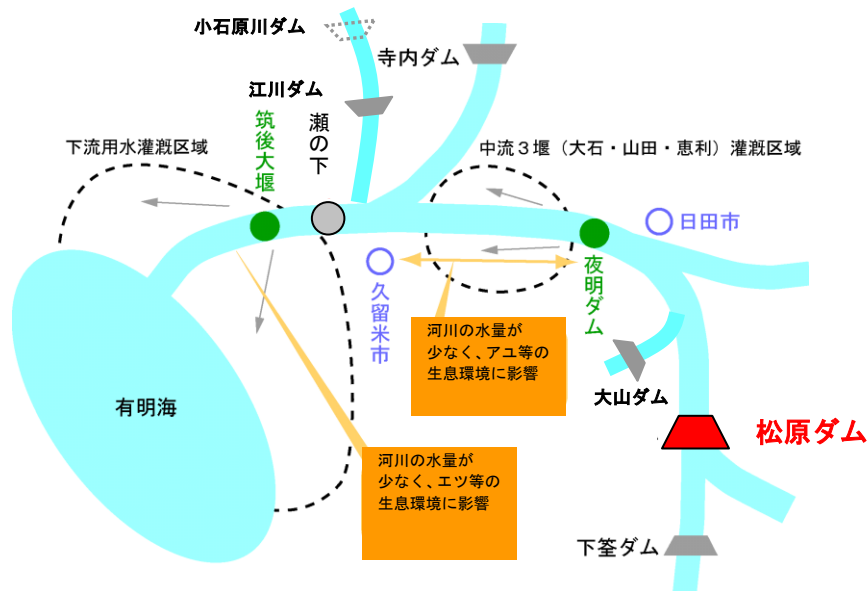 小石原川ダム
寺内ダム
江川ダム
筑後大堰
瀬の下
下流用水灌漑区域
中流３堰（大石・山田・恵利）灌漑区域
日田市
久留米市
夜明ダム
河川の水量が
少なく、アユ等の
生息環境に影響
大山ダム
有明海
松原ダム
河川の水量が
少なく、エツ等の
生息環境に影響
下筌ダム